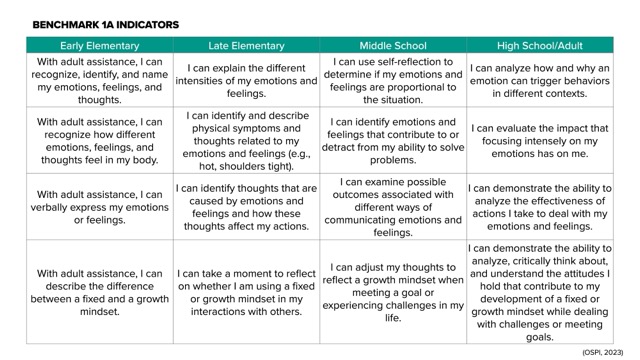 BENCHMARK 1A INDICATORS
Early Elementary
Late Elementary
Middle School
High School/Adult
With adult assistance, I can
recognize, identify, and name
my emotions, feelings, and
thoughts.
I can explain the different
intensities of my emotions and
feelings.
I can use self-reflection to
determine if my emotions and
feelings are proportional to
the situation.
I can analyze how and why an
emotion can trigger behaviors
in different contexts.
With adult assistance, I can
recognize how different
emotions, feelings, and
thoughts feel in my body.
I can identify and describe
physical symptoms and
thoughts related to my
emotions and feelings (e.g.,
hot, shoulders tight).
I can identify emotions and
feelings that contribute to or
detract from my ability to solve
problems.
I can evaluate the impact that
focusing intensely on my
emotions has on me.
With adult assistance, I can
verbally express my emotions
or feelings.
I can identify thoughts that are
caused by emotions and
feelings and how these
thoughts affect my actions.
I can examine possible
outcomes associated with
different ways of
communicating emotions and
feelings.
I can demonstrate the ability to
analyze the effectiveness of
actions I take to deal with my
emotions and feelings.
With adult assistance, I can
describe the difference
between a fixed and a growth
mindset.
I can take a moment to reflect
on whether I am using a fixed
or growth mindset in my
interactions with others.
I can adjust my thoughts to
reflect a growth mindset when
meeting a goal or
experiencing challenges in my
life.
I can demonstrate the ability to
analyze, critically think about,
and understand the attitudes I
hold that contribute to my
development of a fixed or
growth mindset while dealing
with challenges or meeting
goals.
(OSPI, 2023)